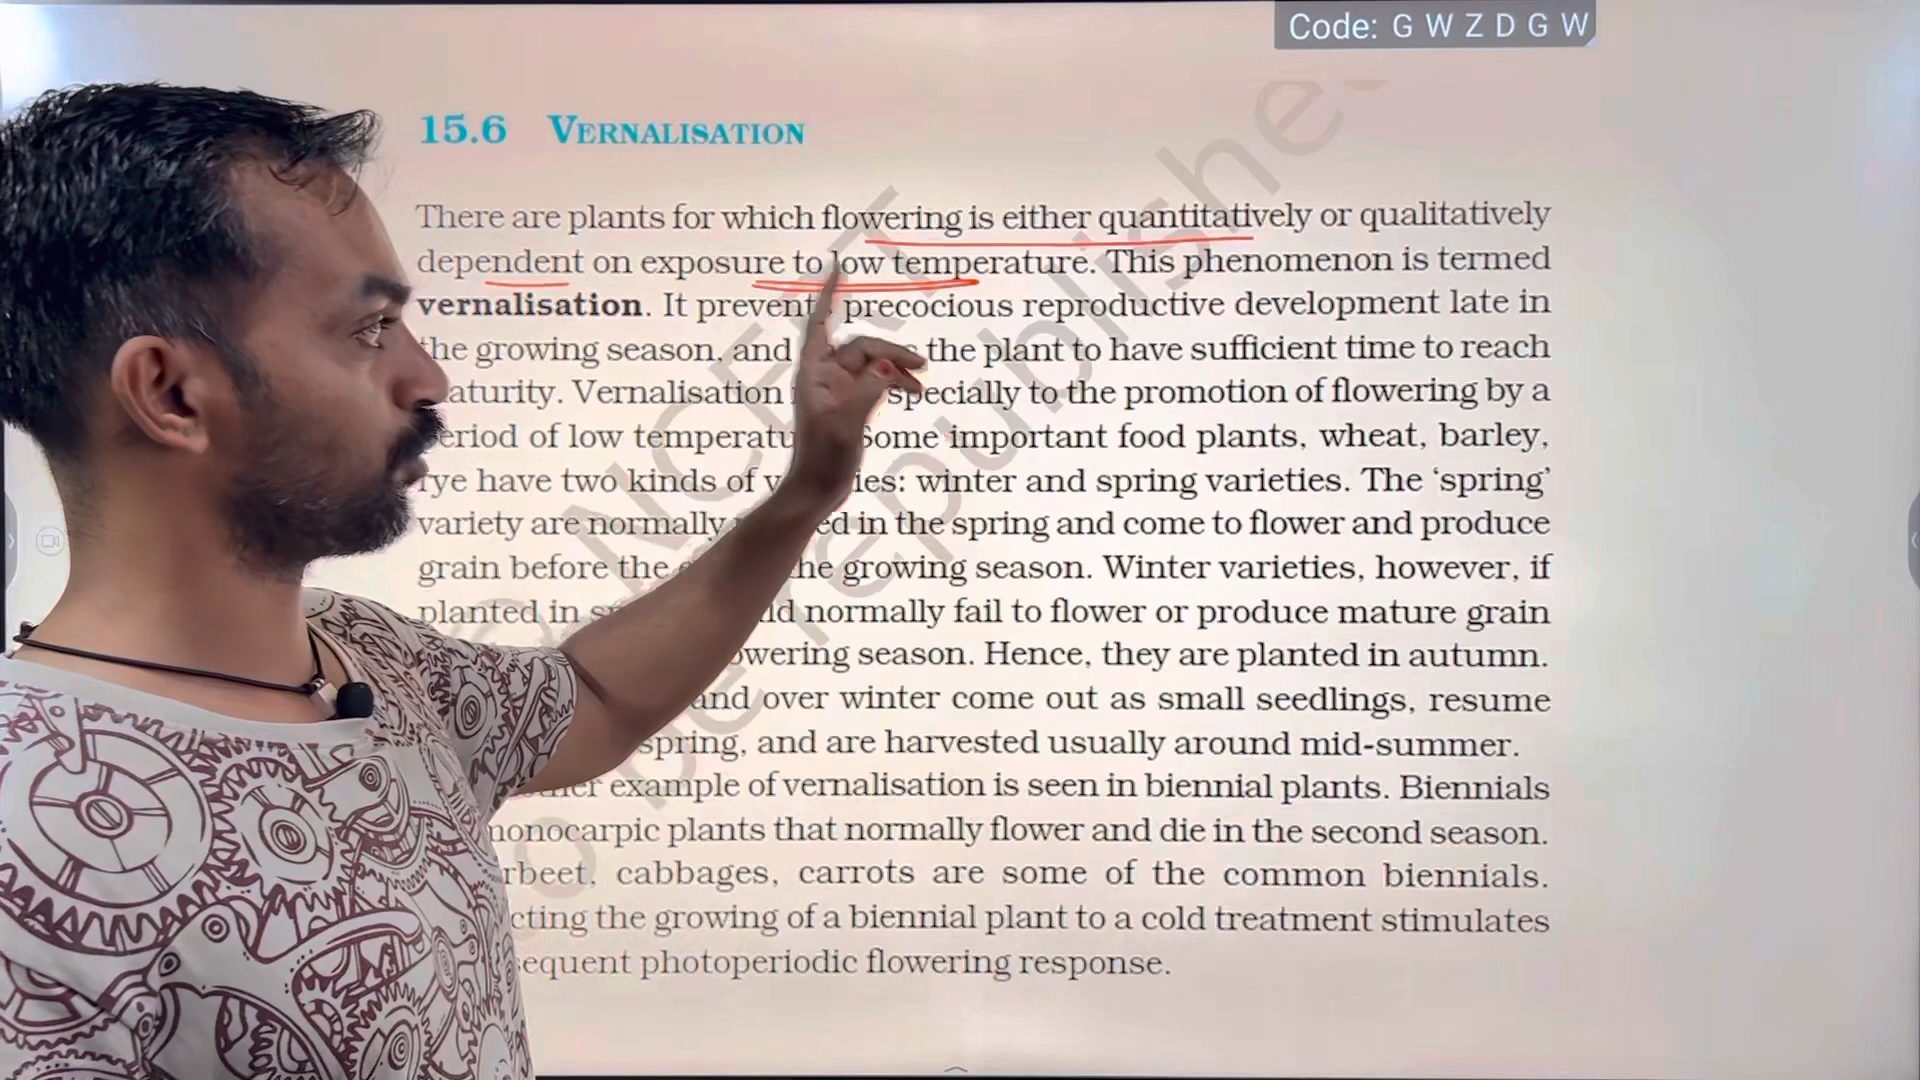 Code: G W Z D G W
15.6 VERNALISATION
There are plants for which flowering is either quantitatively or qualitatively
dependent on exposure to low temperature. This phenomenon is termed
vernalisation. It prevent precocious reproductive development late in
the growing season, and the plant to have sufficient time to reach
aturity. Vernalisation specially to the promotion of flowering by a
eriod of low temperatu Some important food plants, wheat, barley,
rye have two kinds of v ies: winter and spring varieties. The ‘spring’
variety are normally ed in the spring and come to flower and produce
grain before the he growing season. Winter varieties, however, if
planted in s ld normally fail to flower or produce mature grain
owering season. Hence, they are planted in autumn.
and over winter come out as small seedlings, resume
spring, and are harvested usually around mid-summer.
er example of vernalisation is seen in biennial plants. Biennials
monocarpic plants that normally flower and die in the second season.
rbeet, cabbages, carrots are some of the common biennials.
cting the growing of a biennial plant to a cold treatment stimulates
sequent photoperiodic flowering response.
NCERT
be republishe